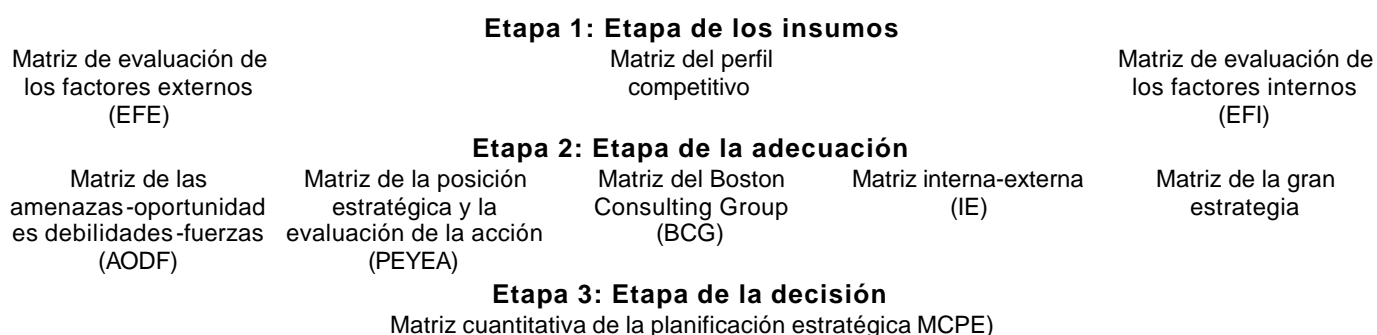 Etapa 1: Etapa de los insumos
Matriz de evaluación de
los factores externos
(EFE)
Matriz del perfil
competitivo
Matriz de evaluación de
los factores internos
(EFI)
Etapa 2: Etapa de la adecuación
Matriz de las
amenazas-oportunidad
es debilidades-fuerzas
(AODF)
Matriz de la posición
estratégica y la
evaluación de la acción
(PEYEA)
Matriz del Boston
Consulting Group
(BCG)
Matriz interna-externa
(IE)
Matriz de la gran
estrategia
Etapa 3: Etapa de la decisión
Matriz cuantitativa de la planificación estratégica MCPE)